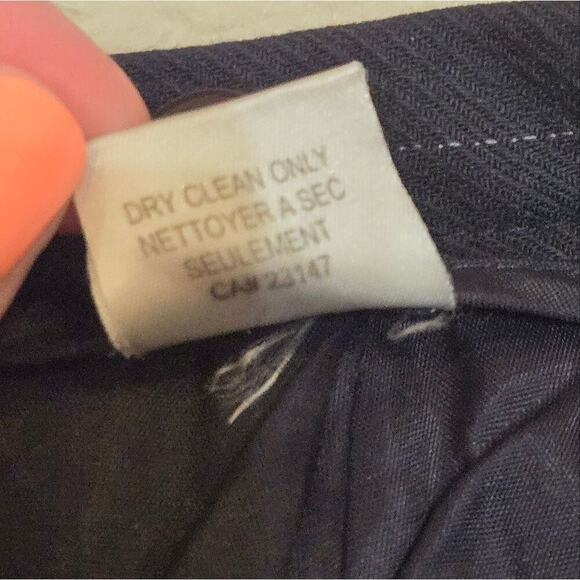 DRY CLEAN ONLY
NETTOYER A SEC
SEULEMENT
CA# 23147